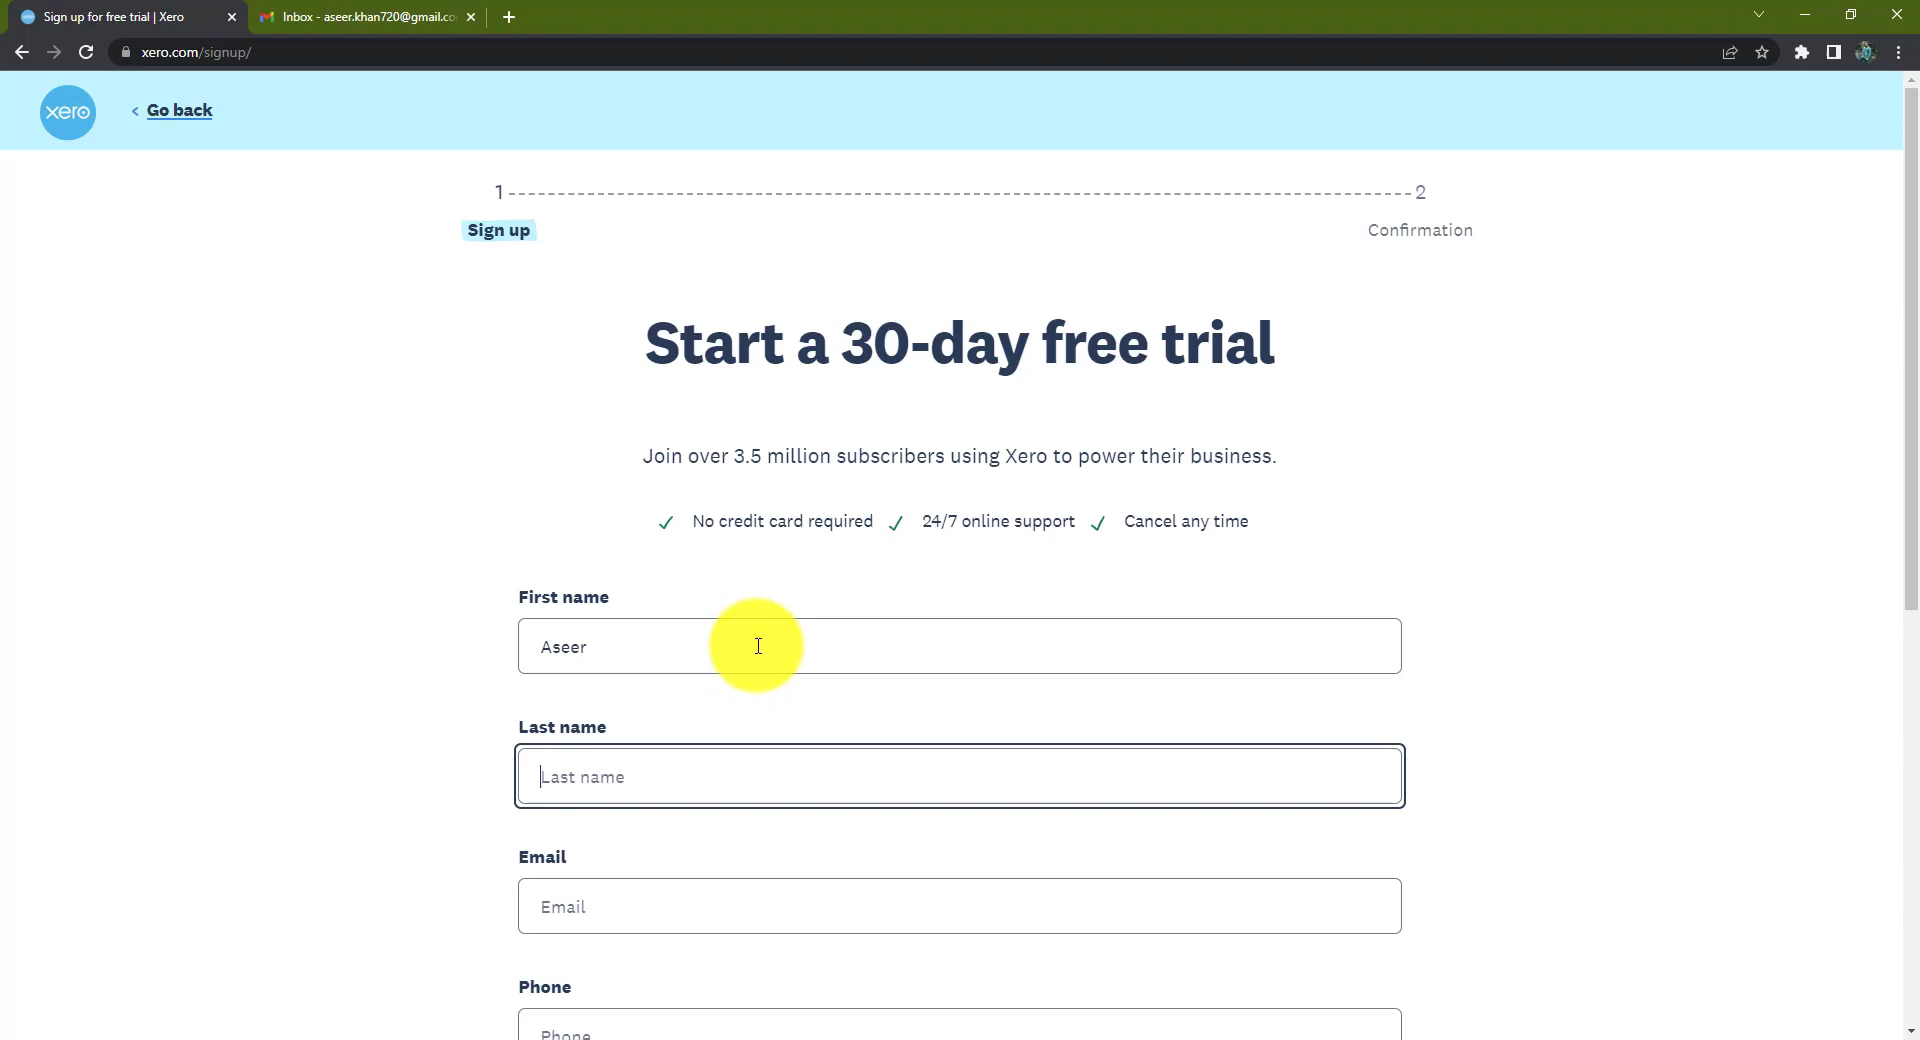 Sign up for free trial | Xero
Inbox - aseer.khan720@gmail.co
xero.com/signup/
xero
< Go back
1 2
Sign up Confirmation
Start a 30-day free trial
Join over 3.5 million subscribers using Xero to power their business.
No credit card required 24/7 online support Cancel any time
First name
Aseer
Last name
Last name
Email
Email
Phone
Phone